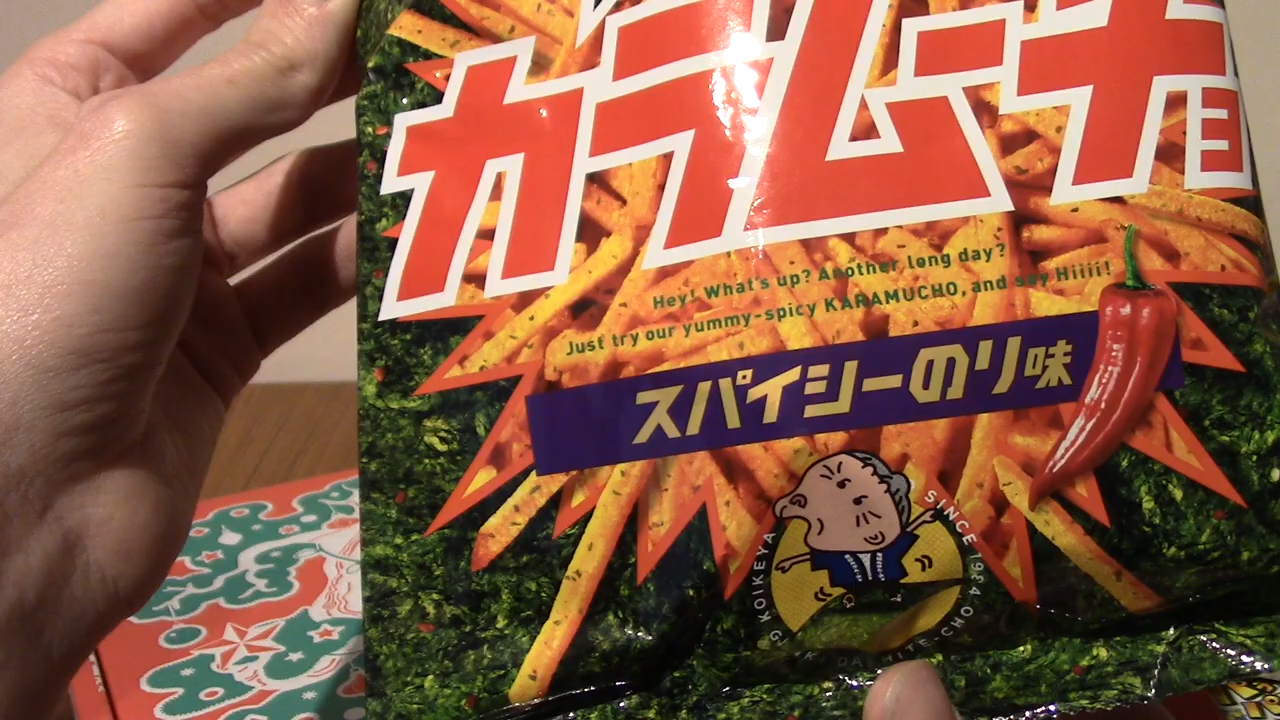 カラムーチョ
Hey! What's up? Another long day?
Just try our yummy-spicy KARAMUCHO, and say Hiiii!
スパイシーのり味
KOIKEYA
SINCE 1984